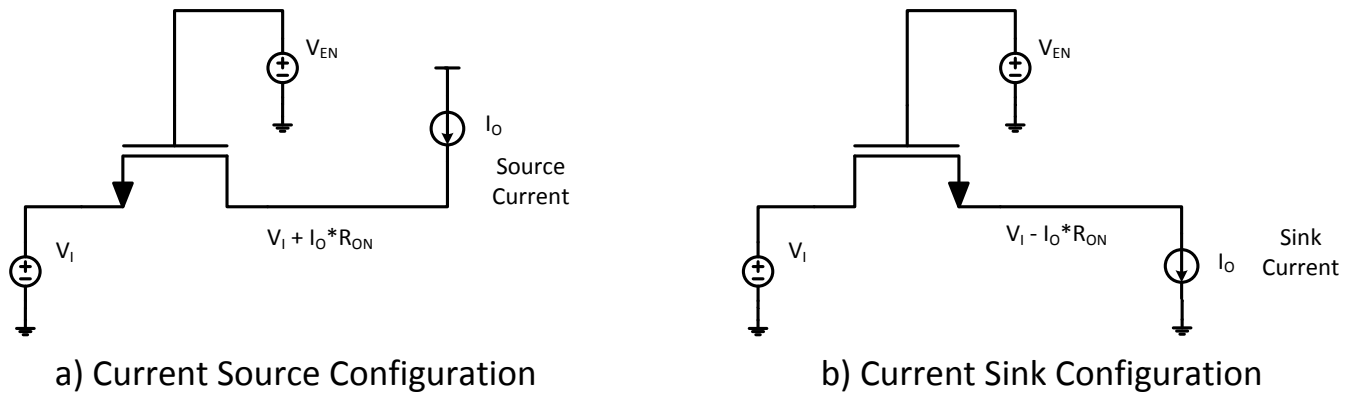 V_EN
+
−
I_O
Source
Current
V_I + I_O*R_ON
V_I
+
−
a) Current Source Configuration
V_EN
+
−
V_I - I_O*R_ON
V_I
+
−
I_O
Sink
Current
b) Current Sink Configuration